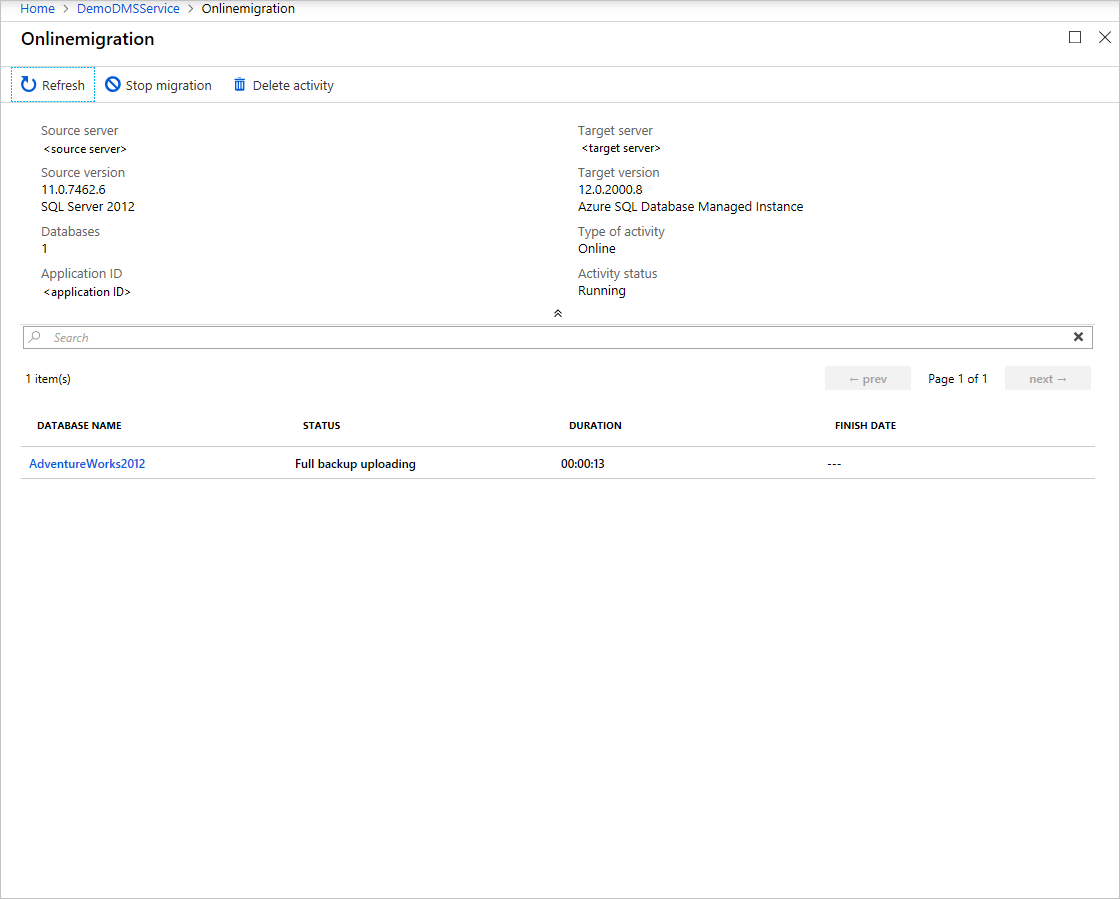 Home > DemoDMSService > Onlinemigration
Onlinemigration
Refresh Stop migration Delete activity
Source server
<source server>
Source version
11.0.7462.6
SQL Server 2012
Databases
1
Application ID
<application ID>
Target server
<target server>
Target version
12.0.2000.8
Azure SQL Database Managed Instance
Type of activity
Online
Activity status
Running
Search
1 item(s) ← prev Page 1 of 1 next →
DATABASE NAME STATUS DURATION FINISH DATE
AdventureWorks2012 Full backup uploading 00:00:13 ---